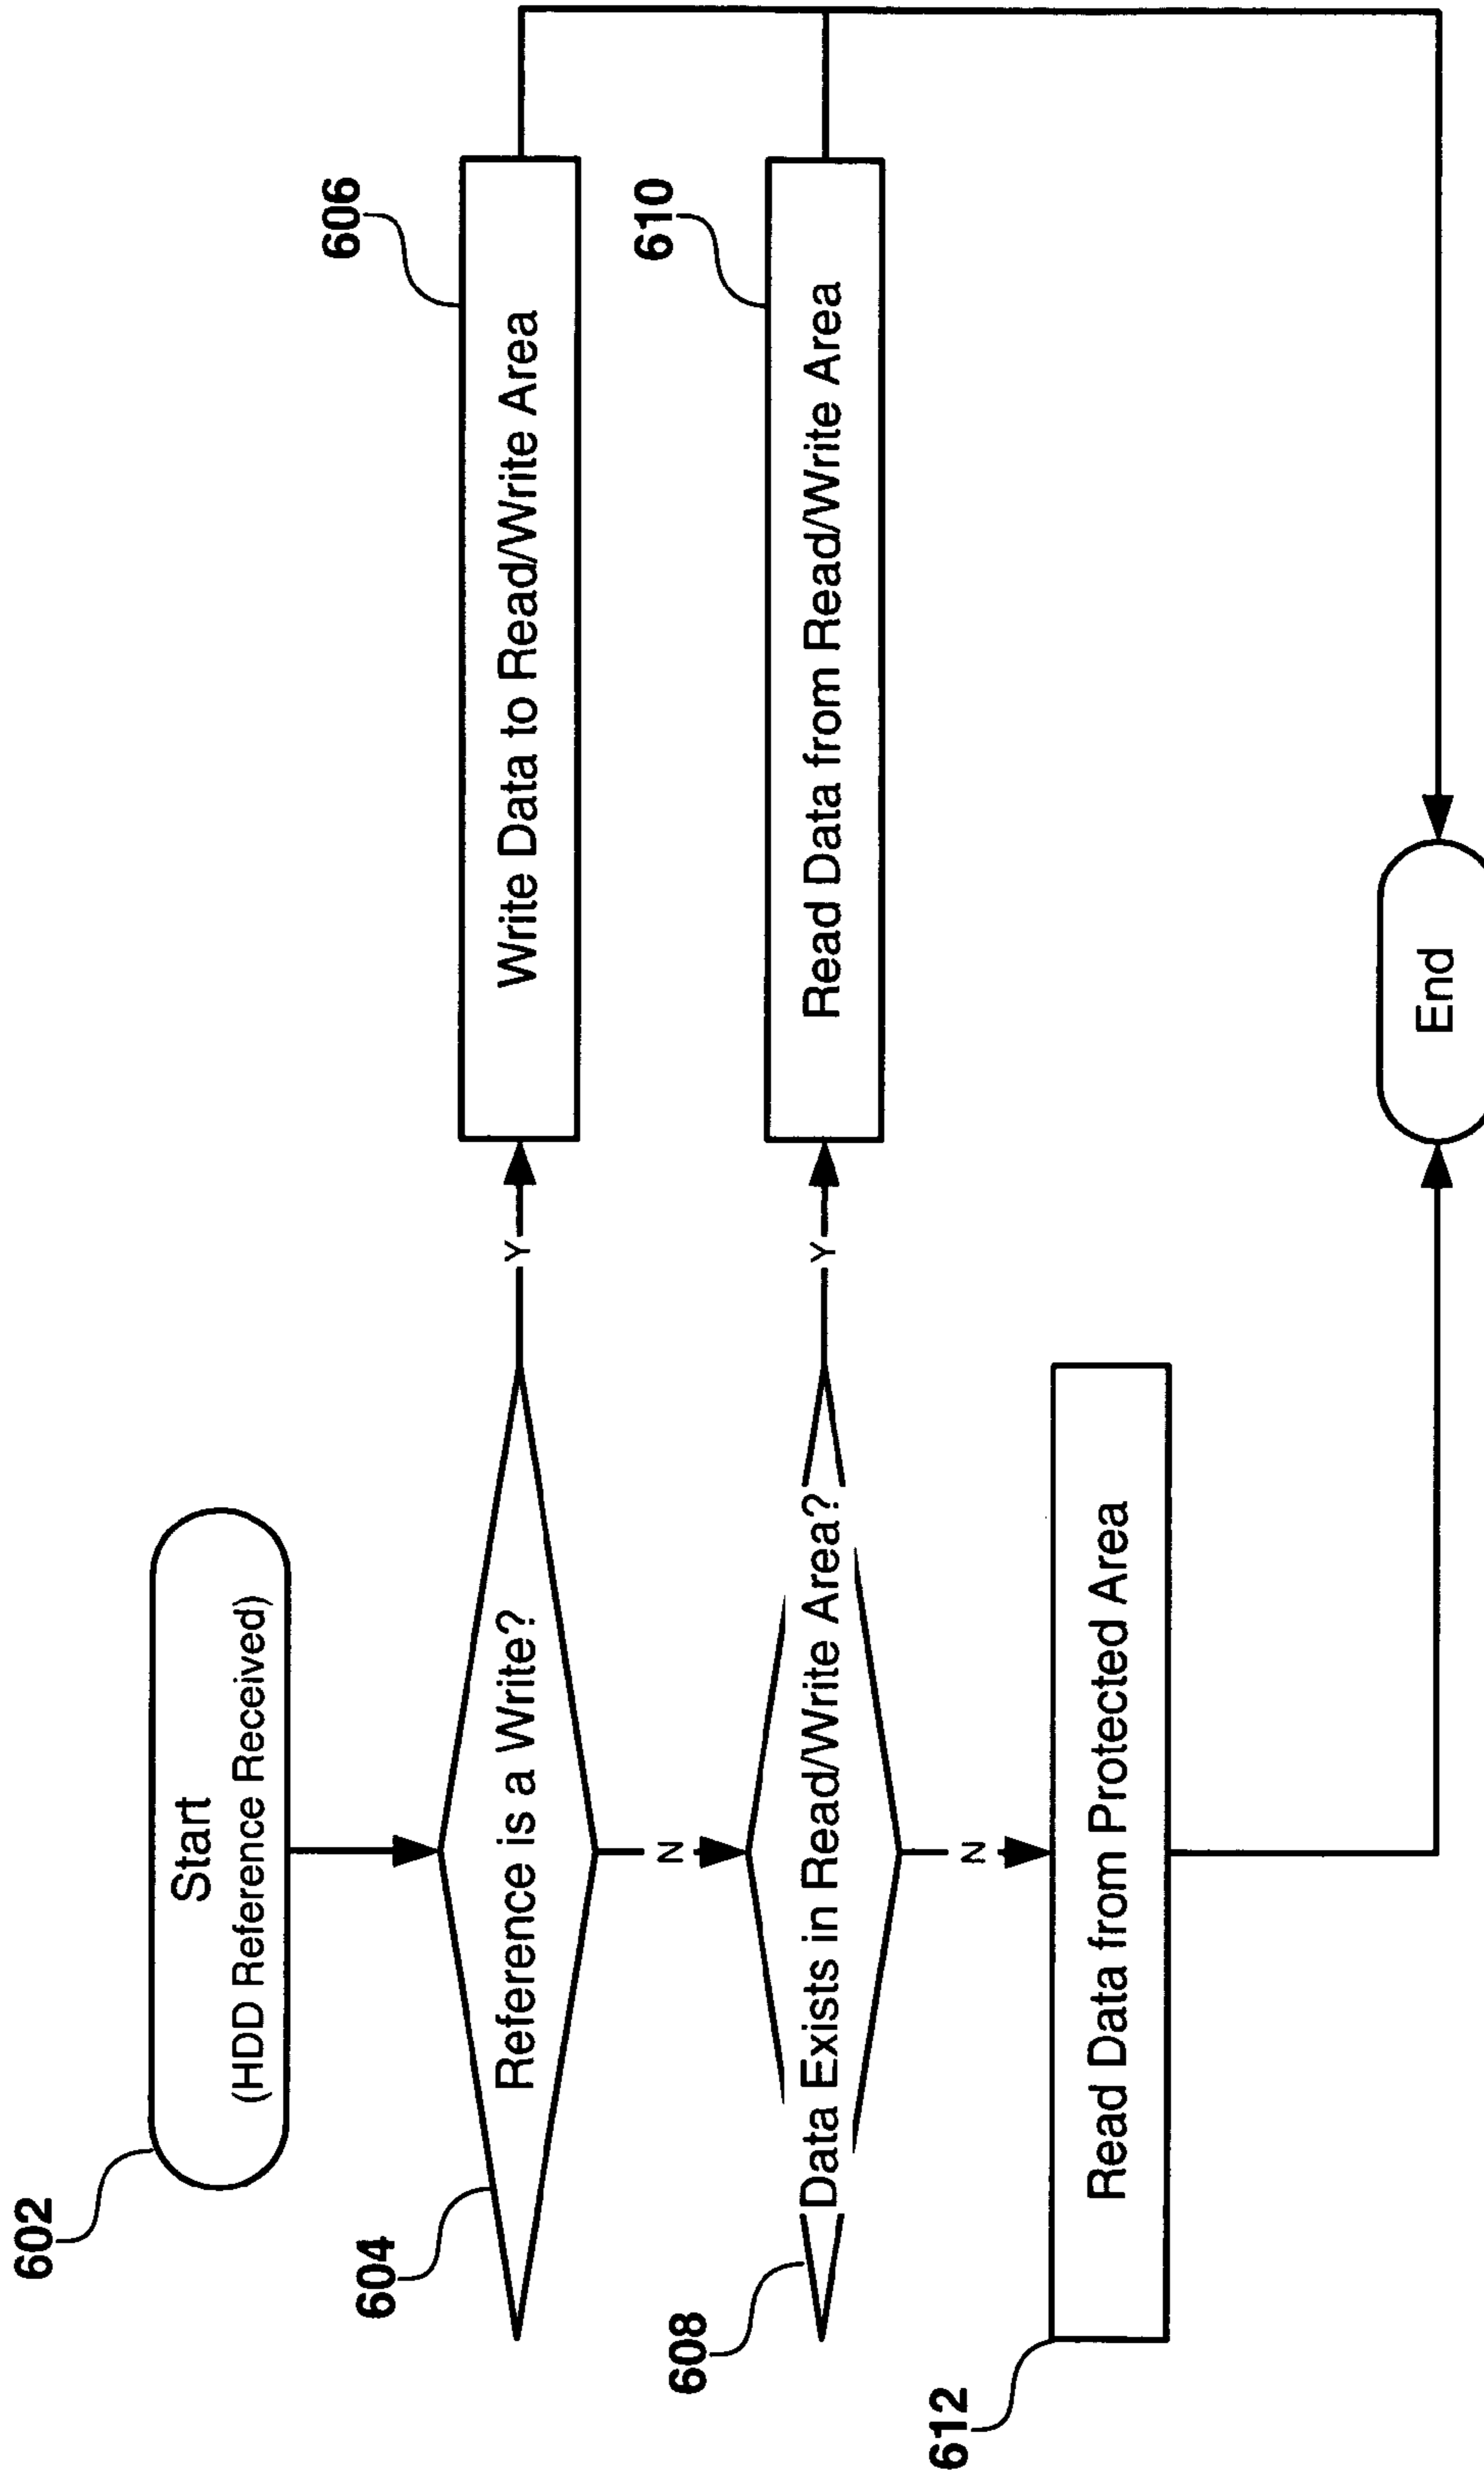 602
Start
(HDD Reference Received)
604
Reference is a Write?
Y
606
Write Data to Read/Write Area
N
608
Data Exists in Read/Write Area?
Y
610
Read Data from Read/Write Area
N
612
Read Data from Protected Area
End